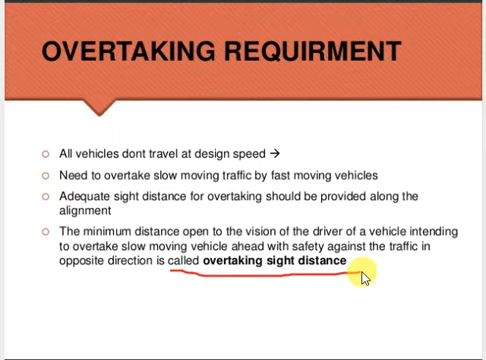 OVERTAKING REQUIRMENT
All vehicles dont travel at design speed →
Need to overtake slow moving traffic by fast moving vehicles
Adequate sight distance for overtaking should be provided along the
alignment
The minimum distance open to the vision of the driver of a vehicle intending
to overtake slow moving vehicle ahead with safety against the traffic in
opposite direction is called overtaking sight distance